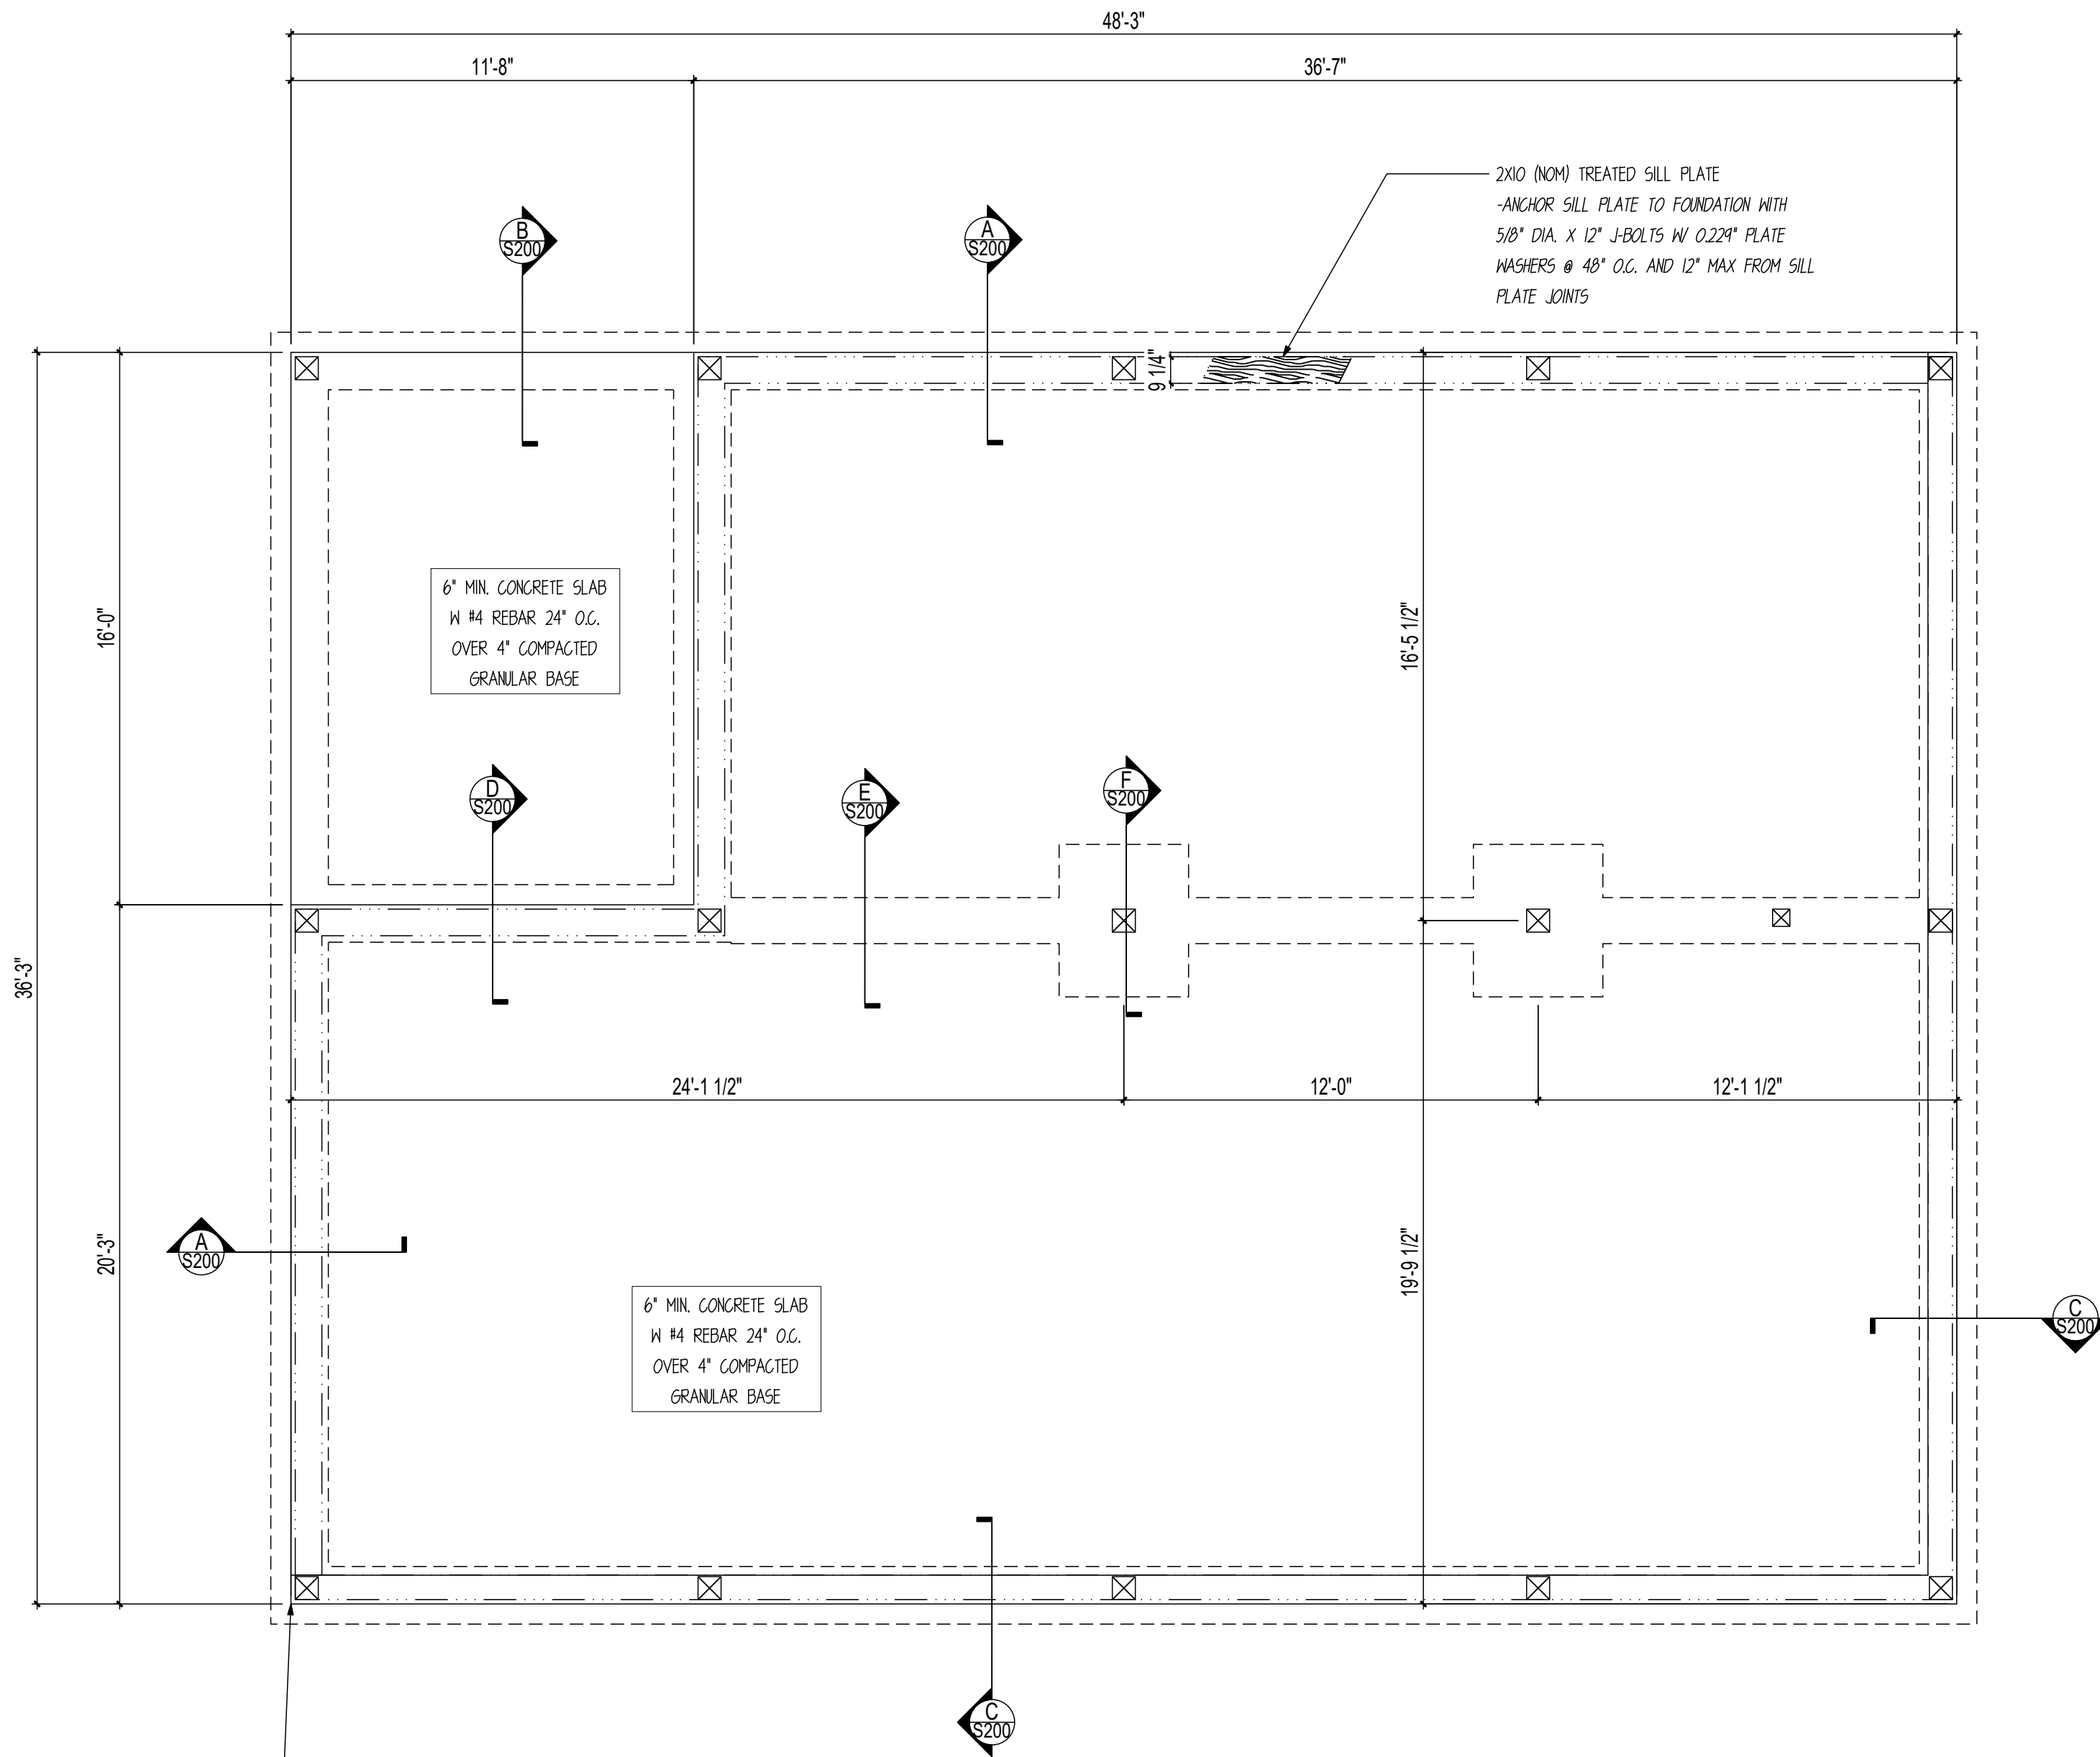 48'-3"
11'-8"
36'-7"
2X10 (NOM) TREATED SILL PLATE
-ANCHOR SILL PLATE TO FOUNDATION WITH
5/8" DIA. X 12" J-BOLTS W/ 0.229" PLATE
WASHERS @ 48" O.C. AND 12" MAX FROM SILL
PLATE JOINTS
B
S200
A
S200
9 1/4"
6" MIN. CONCRETE SLAB
W #4 REBAR 24" O.C.
OVER 4" COMPACTED
GRANULAR BASE
16'-0"
16'-5 1/2"
D
S200
E
S200
F
S200
36'-3"
24'-1 1/2"
12'-0"
12'-1 1/2"
20'-3"
A
S200
19'-9 1/2"
C
S200
6" MIN. CONCRETE SLAB
W #4 REBAR 24" O.C.
OVER 4" COMPACTED
GRANULAR BASE
C
S200